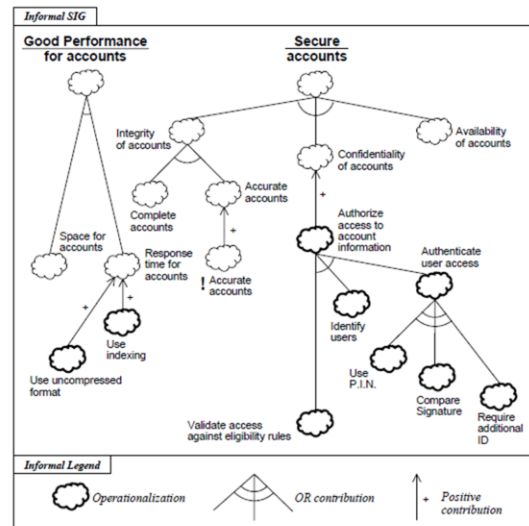 Informal SIG
Good Performance
for accounts
Secure
accounts
Integrity
of accounts
Confidentiality
of accounts
Availability
of accounts
Complete
accounts
Accurate
accounts
+
Authorize
access to
account
information
Space for
accounts
Response
time for
accounts
+
! Accurate
accounts
Authenticate
user access
+
+
Use
indexing
Identify
users
Use uncompressed
format
Use
P.I.N.
Compare
Signature
Require
additional
ID
Validate access
against eligibility rules
Informal Legend
Operationalization
OR contribution
+ Positive
contribution